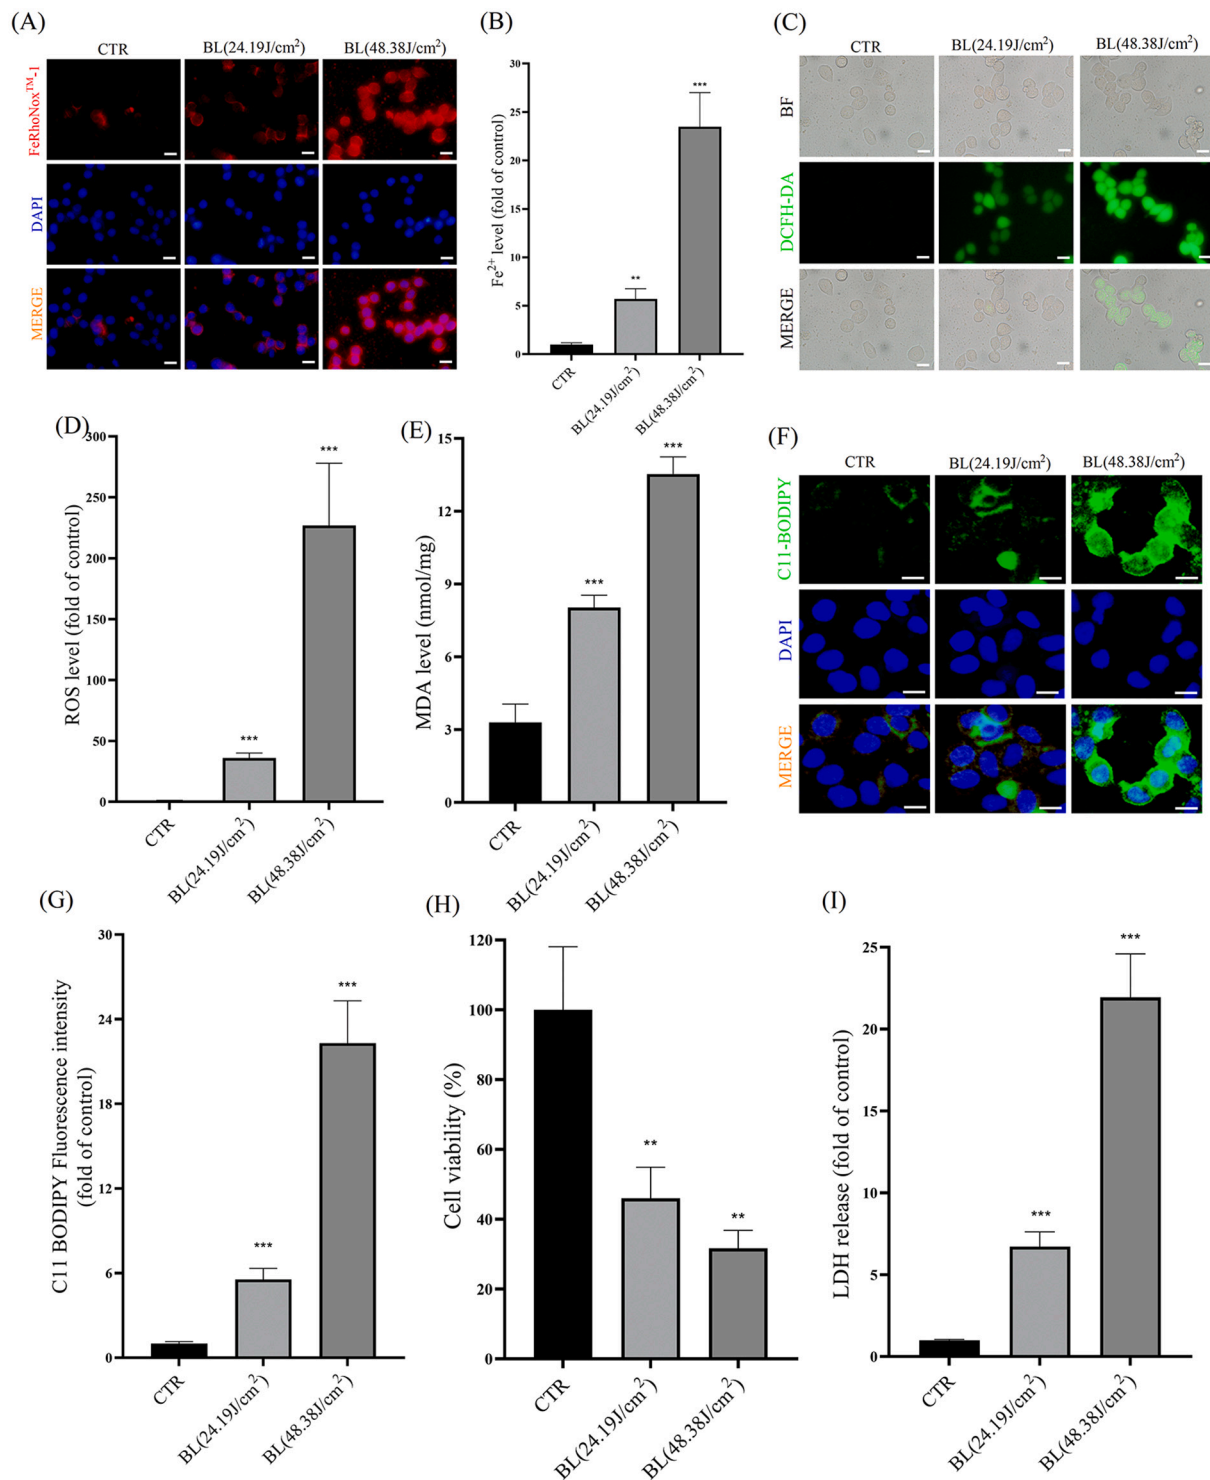 (A)
CTR BL(24.19J/cm²) BL(48.38J/cm²)
FeRhoNox™-1
DAPI
MERGE
(B)
Fe²⁺ level (fold of control)
30
25
20
15
10
5
0
**
***
CTR
BL(24.19J/cm²)
BL(48.38J/cm²)
(C)
CTR BL(24.19J/cm²) BL(48.38J/cm²)
BF
DCFH-DA
MERGE
(D)
ROS level (fold of control)
300
250
200
150
100
50
0
***
***
CTR
BL(24.19J/cm²)
BL(48.38J/cm²)
(E)
MDA level (nmol/mg)
15
12
9
6
3
0
***
***
CTR
BL(24.19J/cm²)
BL(48.38J/cm²)
(F)
CTR BL(24.19J/cm²) BL(48.38J/cm²)
C11-BODIPY
DAPI
MERGE
(G)
C11 BODIPY Fluorescence intensity
(fold of control)
30
24
18
12
6
0
***
***
CTR
BL(24.19J/cm²)
BL(48.38J/cm²)
(H)
Cell viability (%)
120
100
80
60
40
20
0
**
**
CTR
BL(24.19J/cm²)
BL(48.38J/cm²)
(I)
LDH release (fold of control)
25
20
15
10
5
0
***
***
CTR
BL(24.19J/cm²)
BL(48.38J/cm²)